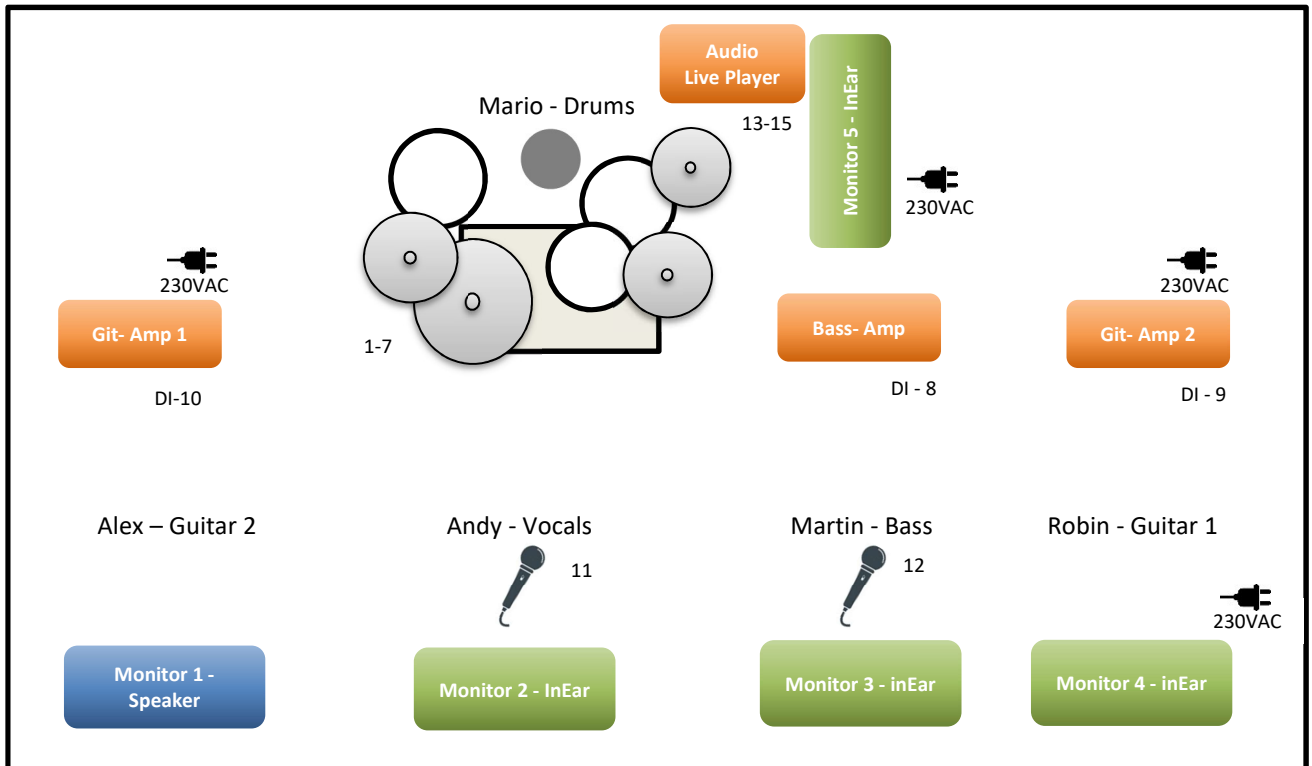 Audio
Live Player
Mario - Drums
13-15
Monitor 5 - InEar
230VAC
230VAC
230VAC
Git- Amp 1
Bass- Amp
Git- Amp 2
1-7
DI-10
DI - 8
DI - 9
Alex – Guitar 2
Andy - Vocals
Martin - Bass
Robin - Guitar 1
11
12
230VAC
Monitor 1 -
Speaker
Monitor 2 - InEar
Monitor 3 - inEar
Monitor 4 - inEar